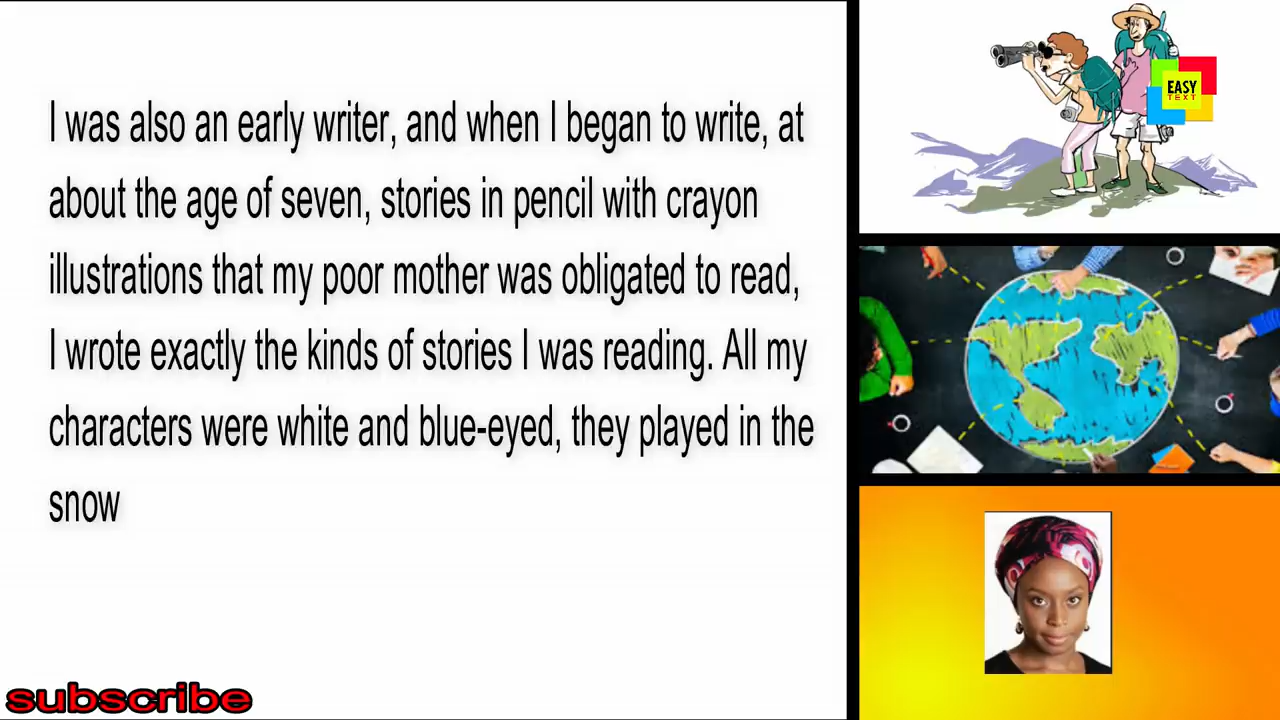 I was also an early writer, and when I began to write, at
about the age of seven, stories in pencil with crayon
illustrations that my poor mother was obligated to read,
I wrote exactly the kinds of stories I was reading. All my
characters were white and blue-eyed, they played in the
snow
EASY
TEXT
subscribe